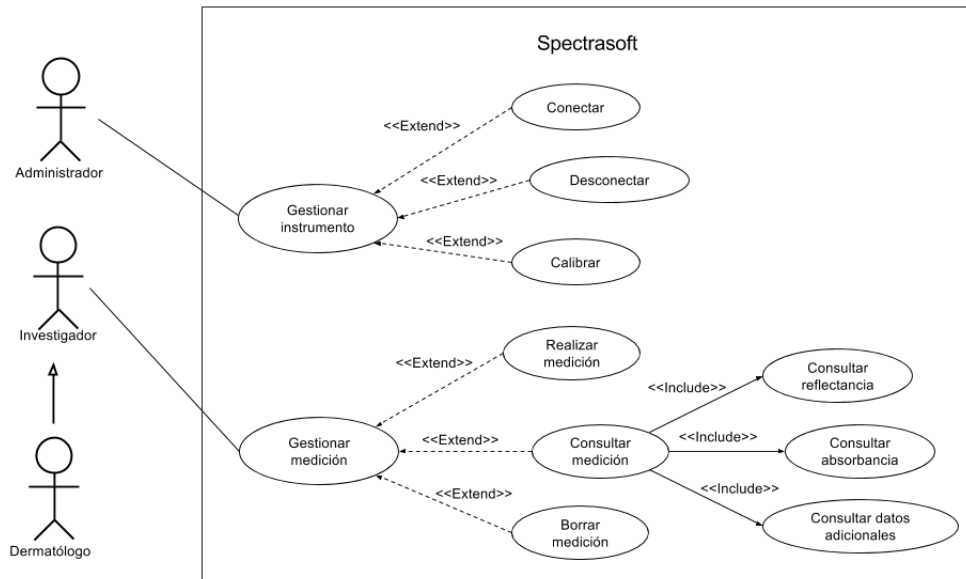 Spectrasoft
Administrador
Investigador
Dermatólogo
Gestionar
instrumento
<<Extend>>
Conectar
<<Extend>>
Desconectar
<<Extend>>
Calibrar
Gestionar
medición
<<Extend>>
Realizar
medición
<<Extend>>
Consultar
medición
<<Extend>>
Borrar
medición
<<Include>>
Consultar
reflectancia
<<Include>>
Consultar
absorbancia
<<Include>>
Consultar datos
adicionales